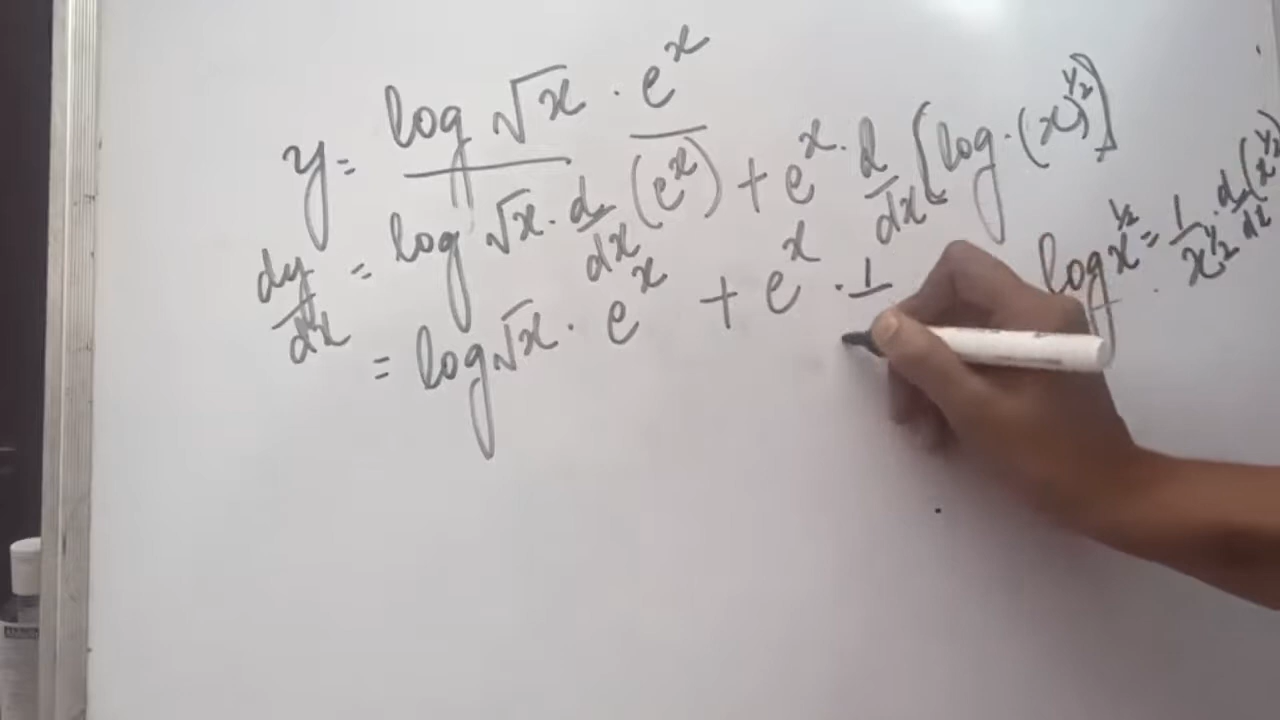 y = log √x · e^x
dy/dx = log √x · d/dx (e^x) + e^x · d/dx [log · (x)^1/2]
= log √x · e^x + e^x · 1
log x^1/2 = 1/x^1/2 · d/dx (x^1/2)